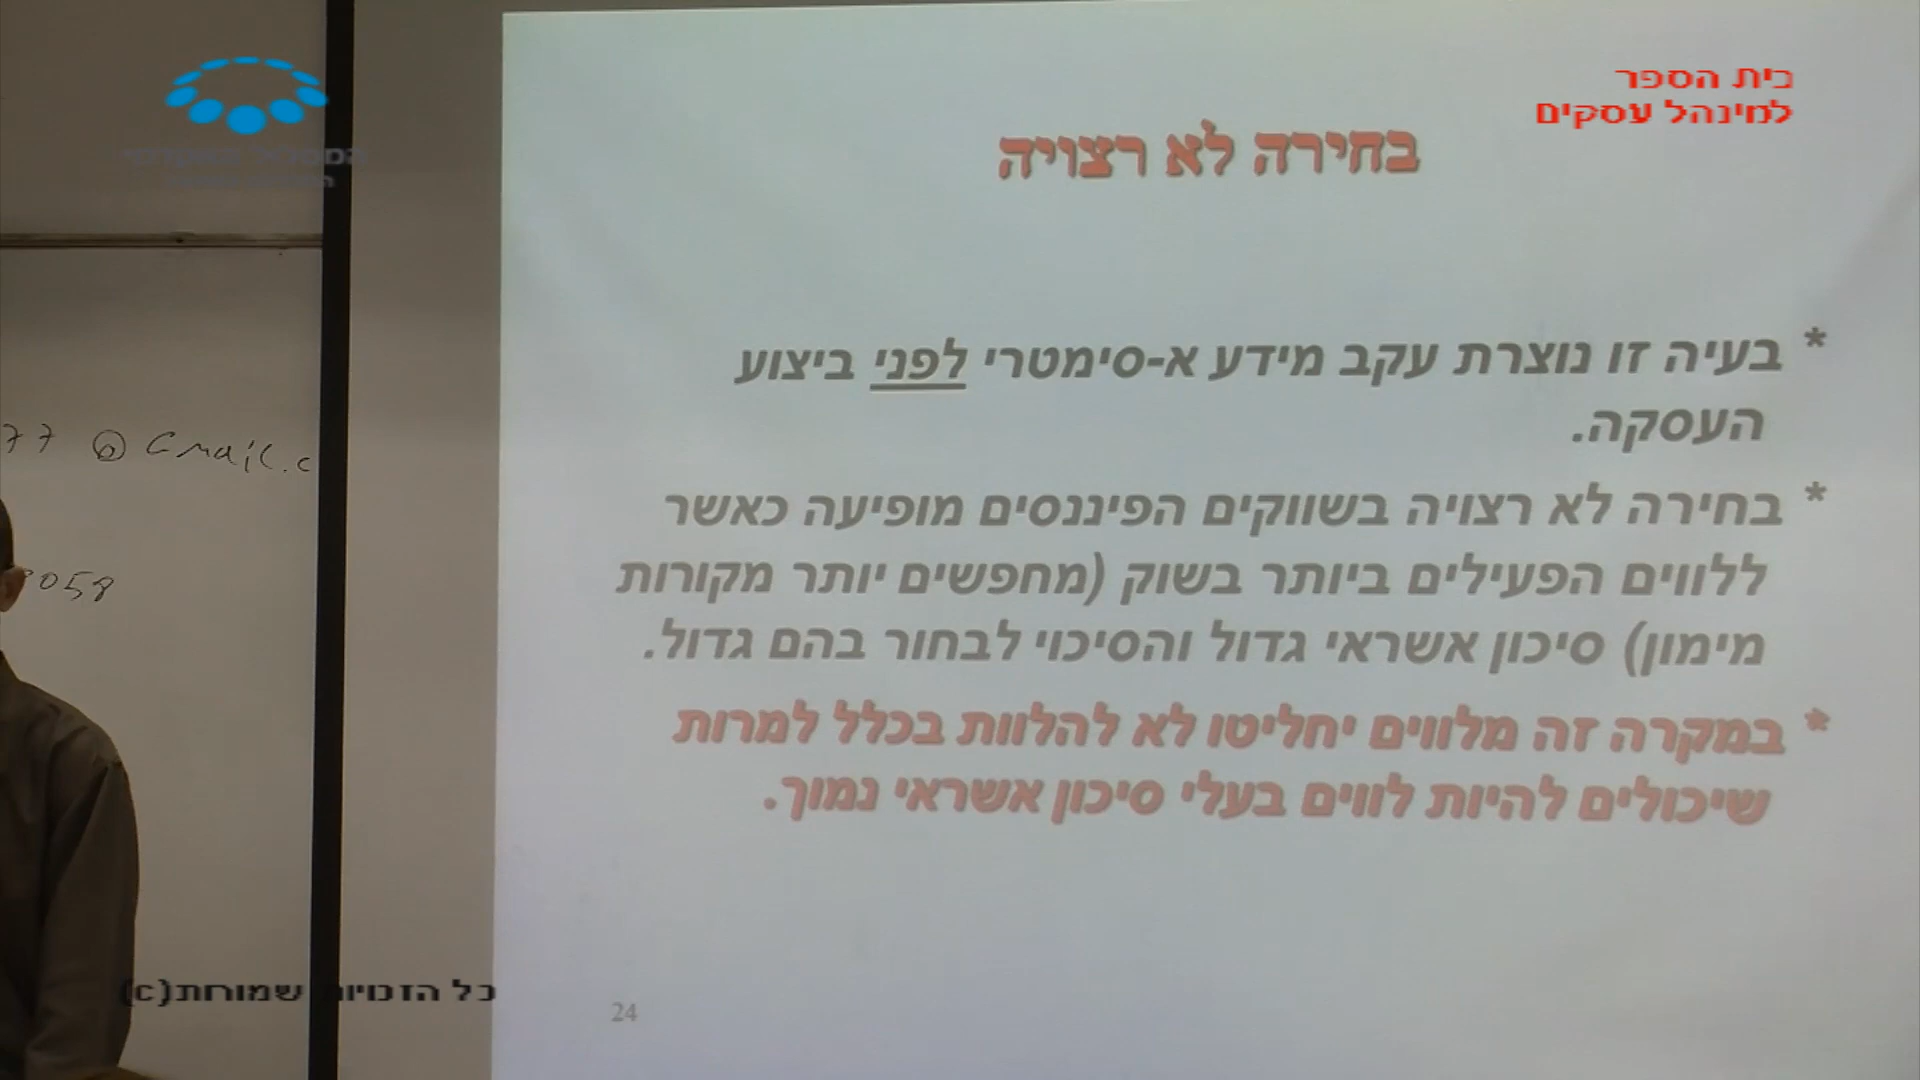 בית הספר
למינהל עסקים
בחירה לא רצויה
* בעיה זו נוצרת עקב מידע א-סימטרי לפני ביצוע
העסקה.
* בחירה לא רצויה בשווקים הפיננסים מופיעה כאשר
ללווים הפעילים ביותר בשוק (מחפשים יותר מקורות
מימון) סיכון אשראי גדול והסיכוי לבחור בהם גדול.
* במקרה זה מלווים יחליטו לא להלוות בכלל למרות
שיכולים להיות לווים בעלי סיכון אשראי נמוך.
24
77 @ Gmail.c
058
כל הזכויות שמורות(c)